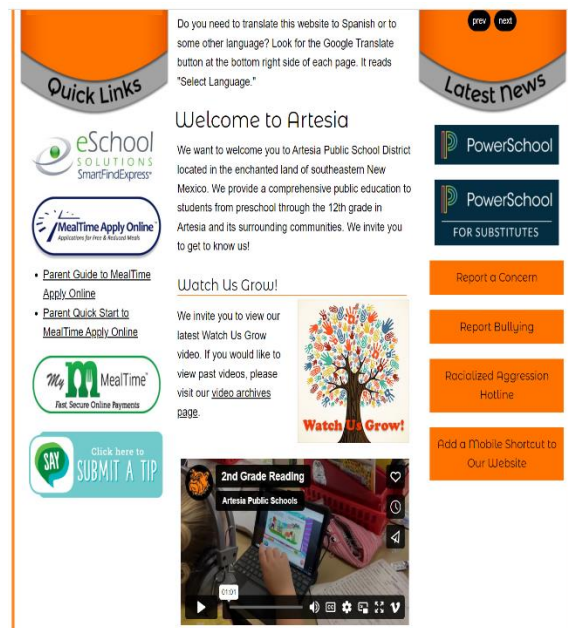 Quick Links
eSchool
SOLUTIONS
SmartFindExpress
MealTime Apply Online
Applications for Free & Reduced Meals
• Parent Guide to MealTime
Apply Online
• Parent Quick Start to
MealTime Apply Online
My MealTime
Fast Secure Online Payments
SAY
Click here to
SUBMIT A TIP
Do you need to translate this website to Spanish or to
some other language? Look for the Google Translate
button at the bottom right side of each page. It reads
"Select Language."
Welcome to Artesia
We want to welcome you to Artesia Public School District
located in the enchanted land of southeastern New
Mexico. We provide a comprehensive public education to
students from preschool through the 12th grade in
Artesia and its surrounding communities. We invite you
to get to know us!
Watch Us Grow!
We invite you to view our
latest Watch Us Grow
video. If you would like to
view past videos, please
visit our video archives
page.
Watch Us Grow!
2nd Grade Reading
Artesia Public Schools
01:01
CC
prev next
Latest News
PowerSchool
PowerSchool
FOR SUBSTITUTES
Report a Concern
Report Bullying
Racialized Aggression
Hotline
Add a Mobile Shortcut to
Our Website